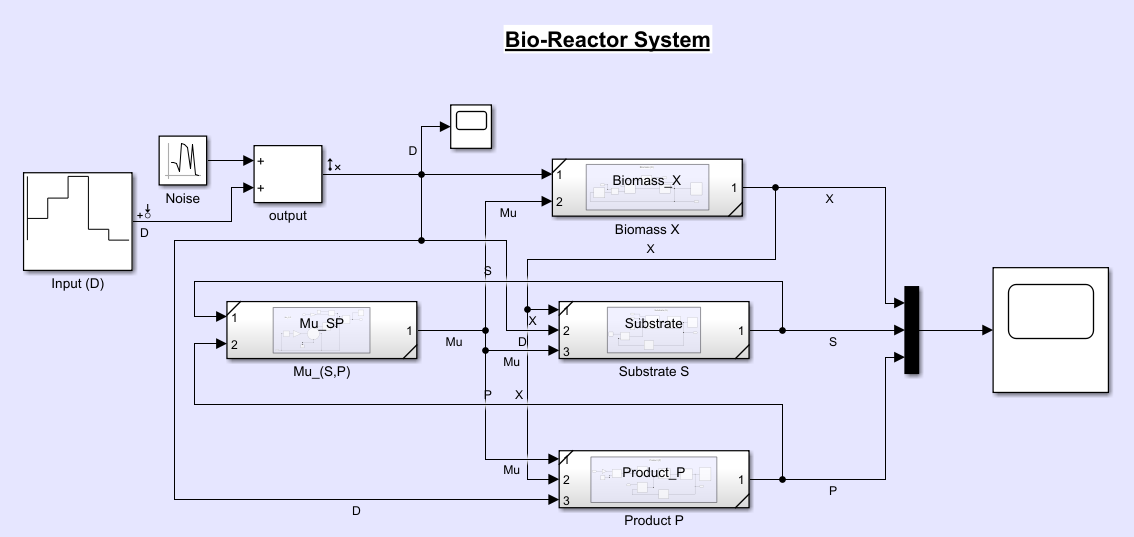 Bio-Reactor System
D
Noise
+
+
output
×
Input (D)
+
D
1
2
Biomass_X
1
Biomass X
Mu
X
X
S
1
2
Mu_SP
1
Mu_(S,P)
Mu
1
2
3
X
D
Mu
Substrate
1
Substrate S
S
P
X
1
2
3
Mu
Product_P
1
Product P
P
D